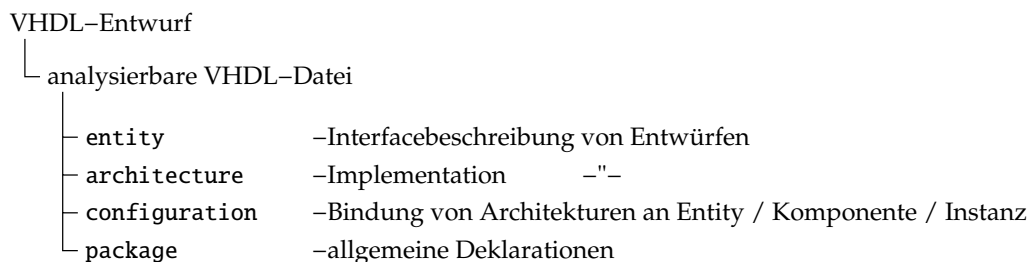 VHDL−Entwurf
analysierbare VHDL−Datei
entity −Interfacebeschreibung von Entwürfen
architecture −Implementation −"−
configuration −Bindung von Architekturen an Entity / Komponente / Instanz
package −allgemeine Deklarationen